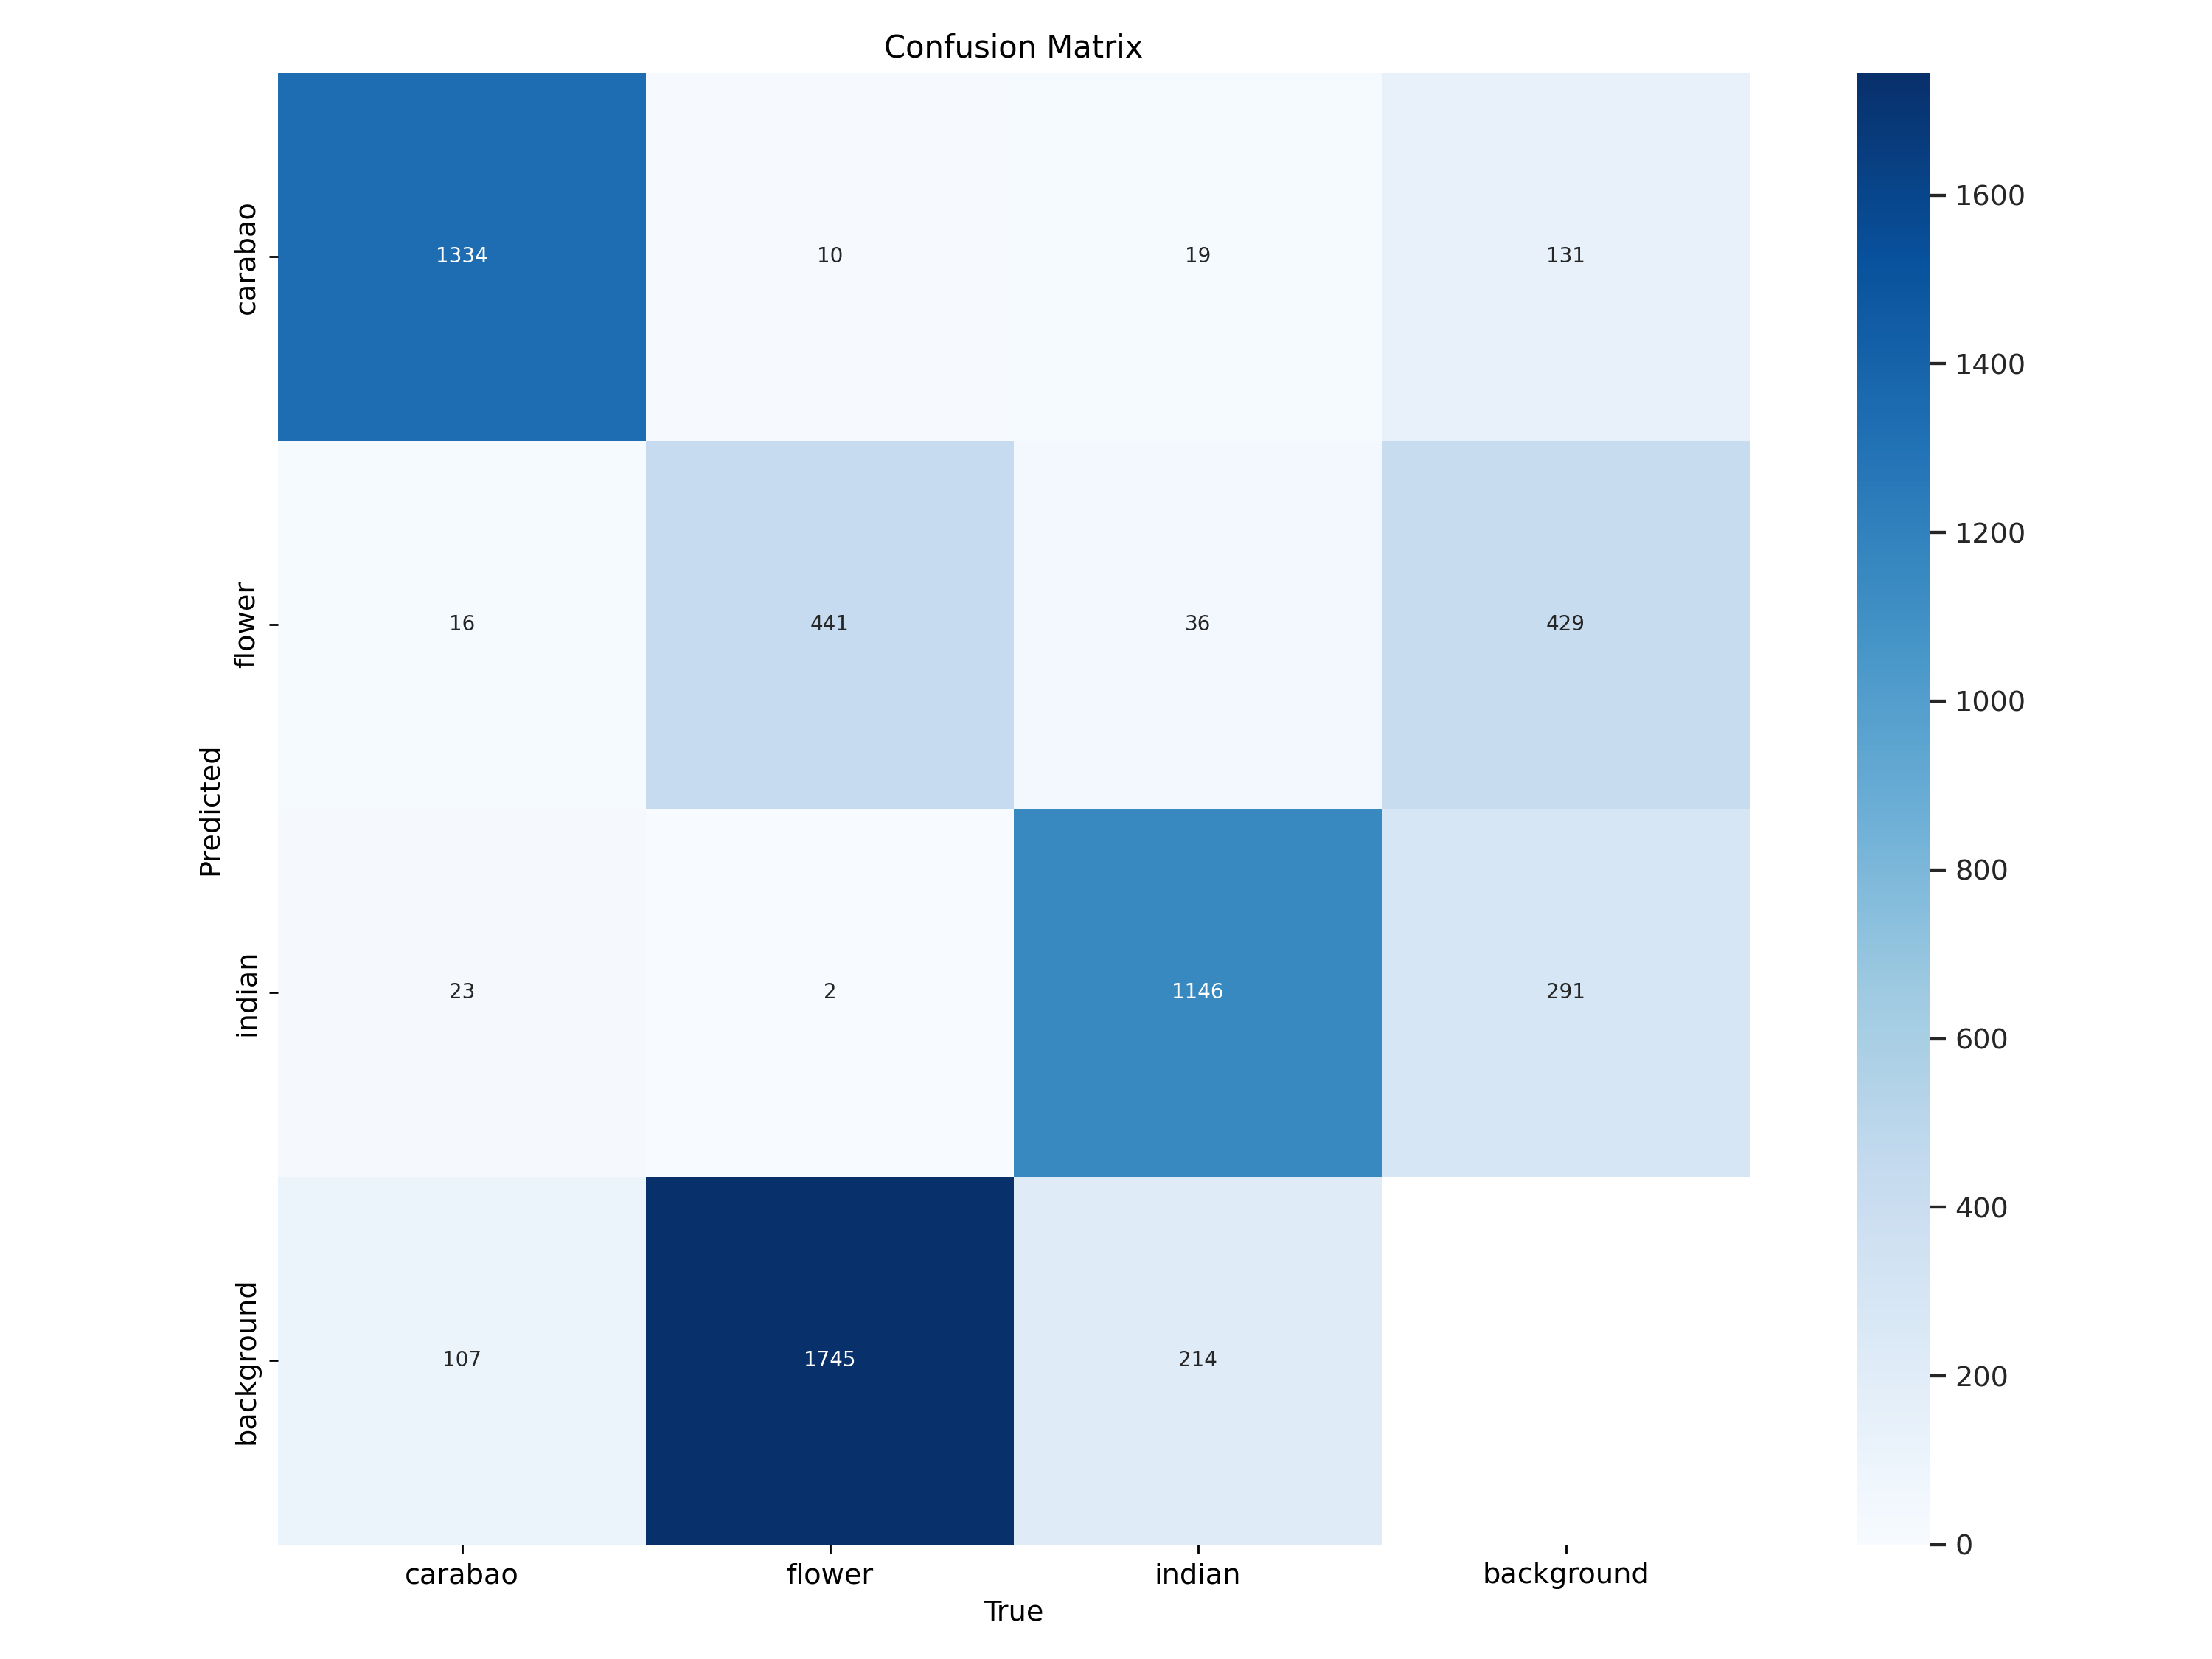 Confusion Matrix
carabao
1334
10
19
131
flower
16
441
36
429
indian
23
2
1146
291
background
107
1745
214
carabao
flower
indian
background
True
Predicted
1600
1400
1200
1000
800
600
400
200
0